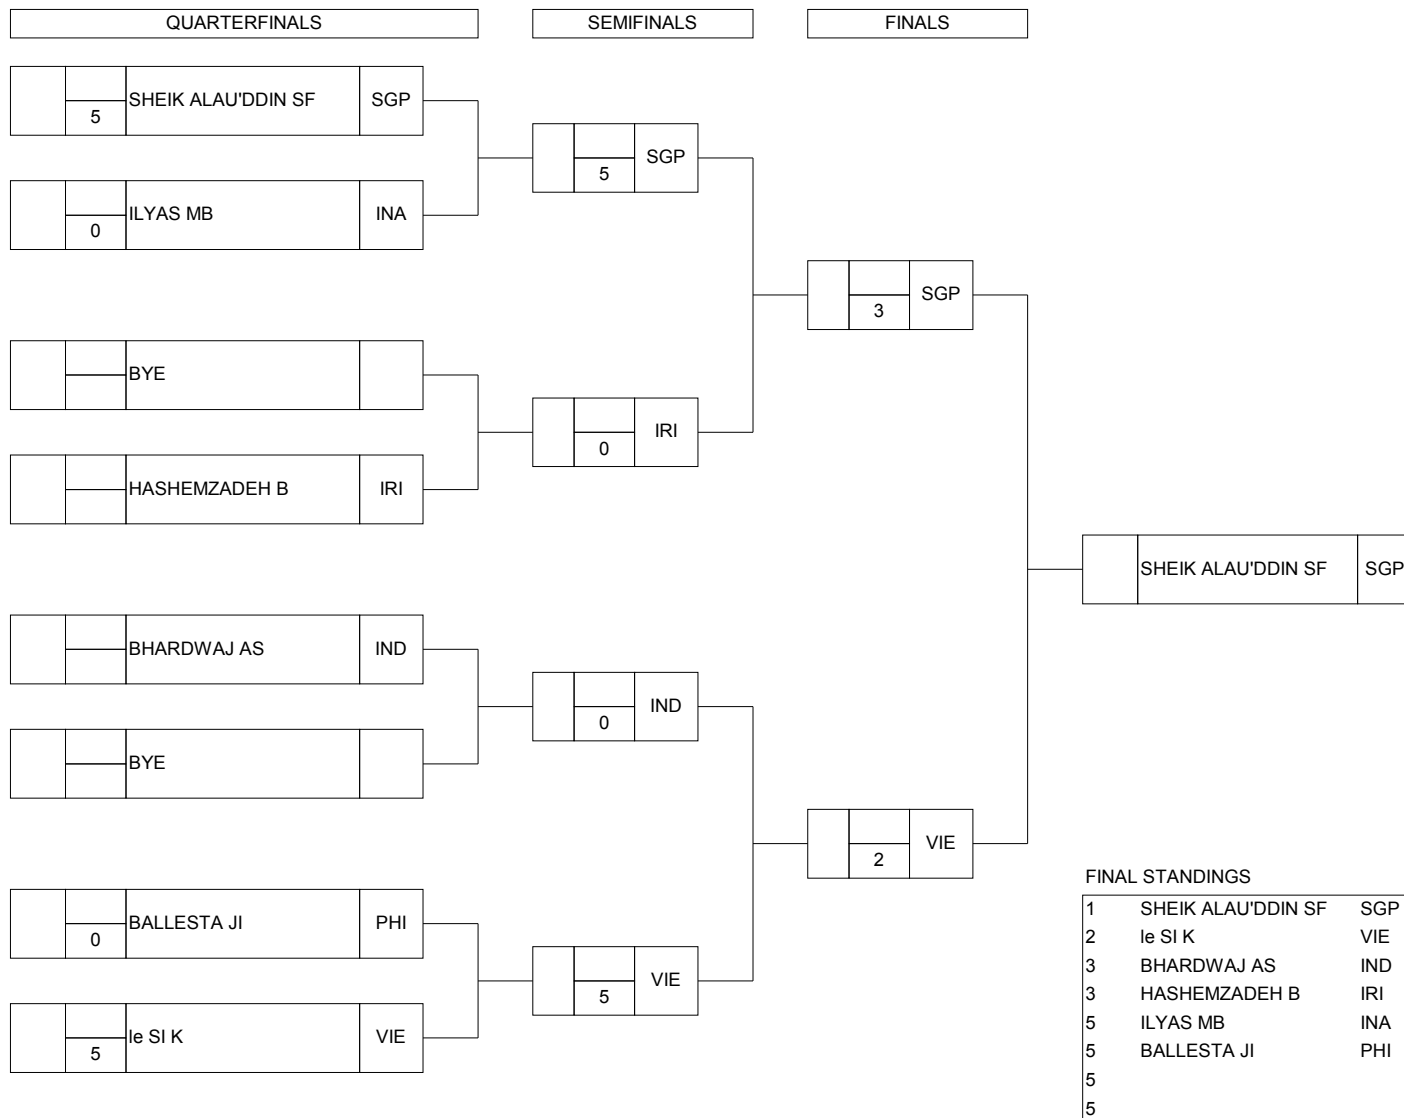 QUARTERFINALS SEMIFINALS FINALS
SHEIK ALAU'DDIN SF SGP
5
SGP
5
ILYAS MB INA
0
SGP
3
BYE
IRI
0
HASHEMZADEH B IRI
SHEIK ALAU'DDIN SF SGP
BHARDWAJ AS IND
IND
0
BYE
VIE
2
BALLESTA JI PHI
0
VIE
5
le SI K VIE
5
FINAL STANDINGS
1 SHEIK ALAU'DDIN SF SGP
2 le SI K VIE
3 BHARDWAJ AS IND
3 HASHEMZADEH B IRI
5 ILYAS MB INA
5 BALLESTA JI PHI
5
5